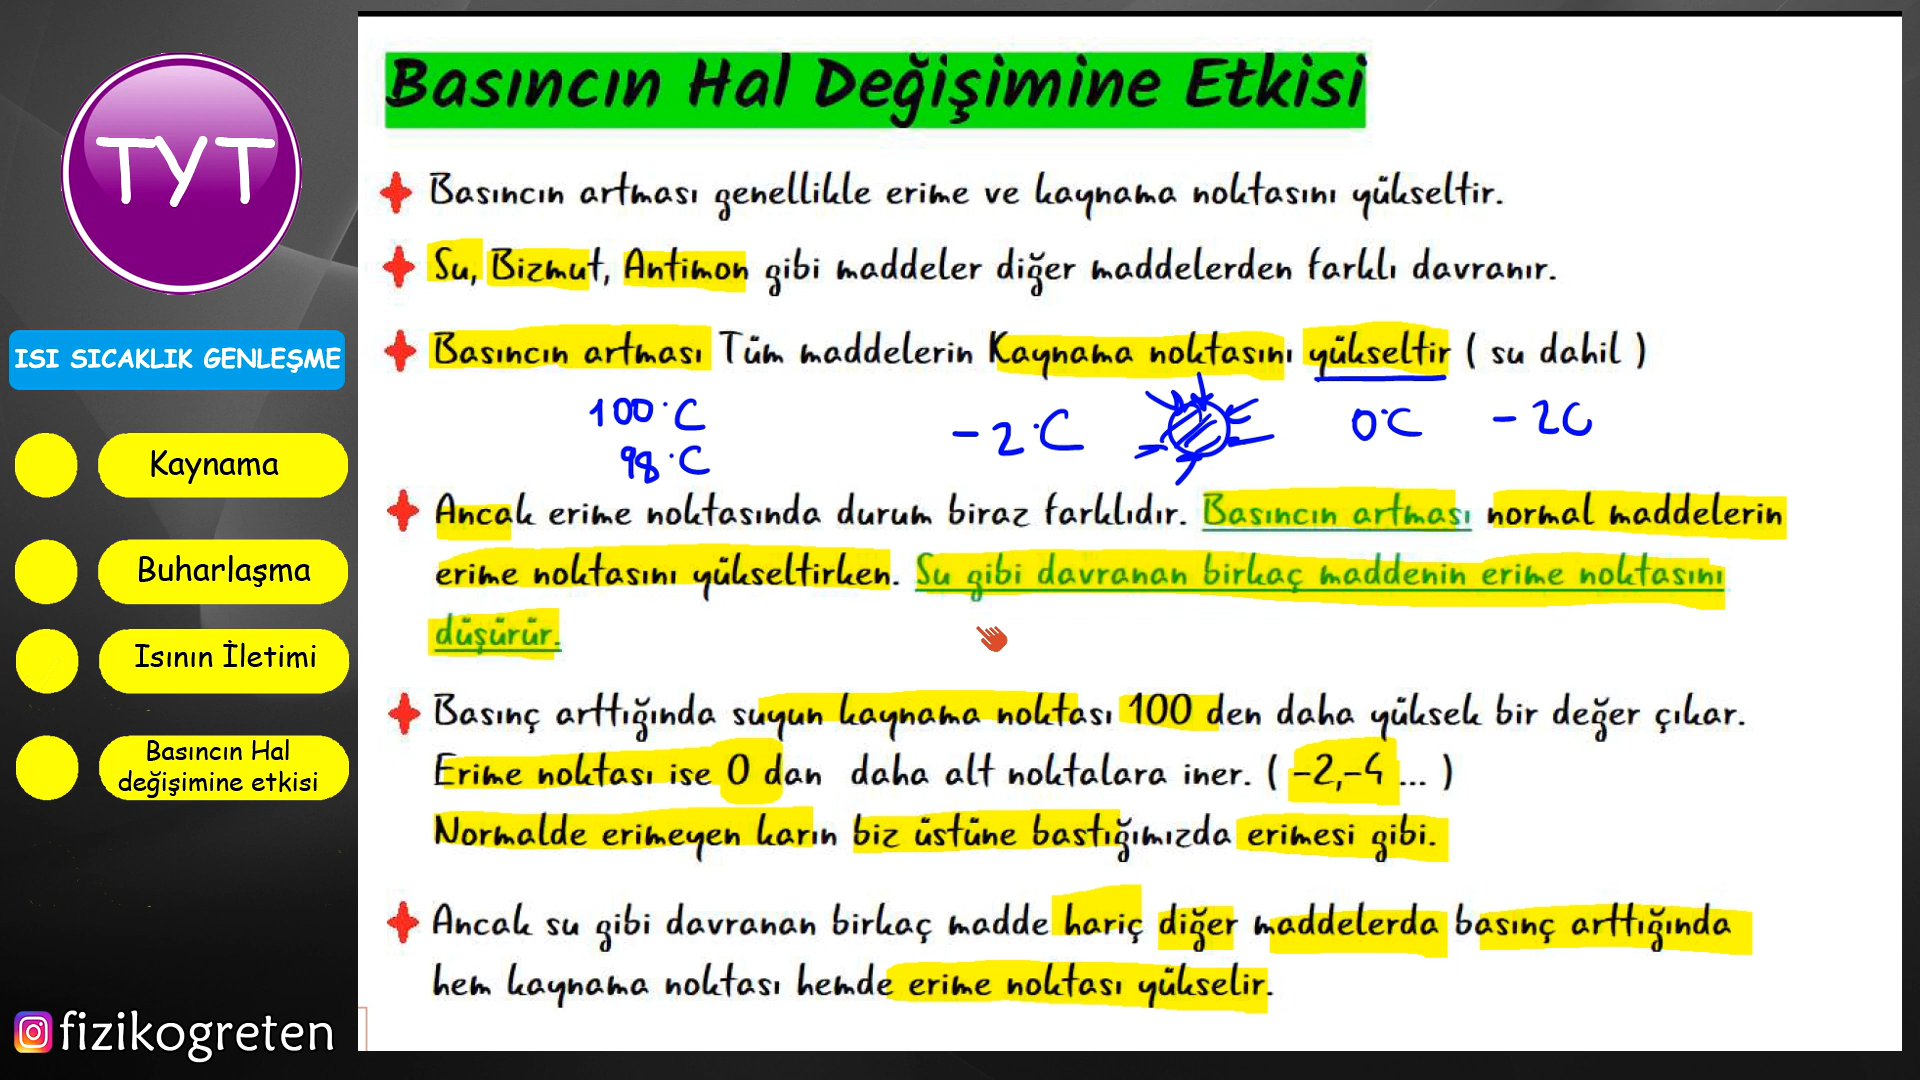 TYT
ISI SICAKLIK GENLEŞME
Kaynama
Buharlaşma
Isının İletimi
Basıncın Hal
değişimine etkisi
fizikogreten
Basıncın Hal Değişimine Etkisi
Basıncın artması genellikle erime ve kaynama noktasını yükseltir.
Su, Bizmut, Antimon gibi maddeler diğer maddelerden farklı davranır.
Basıncın artması Tüm maddelerin Kaynama noktasını yükseltir ( su dahil )
100°C -2°C 0°C -2C
98°C
Ancak erime noktasında durum biraz farklıdır. Basıncın artması normal maddelerin
erime noktasını yükseltirken. Su gibi davranan birkaç maddenin erime noktasını
düşürür.
Basınç arttığında suyun kaynama noktası 100 den daha yüksek bir değer çıkar.
Erime noktası ise 0 dan daha alt noktalara iner. ( -2,-4 ... )
Normalde erimeyen karın biz üstüne bastığımızda erimesi gibi.
Ancak su gibi davranan birkaç madde hariç diğer maddelerda basınç arttığında
hem kaynama noktası hemde erime noktası yükselir.